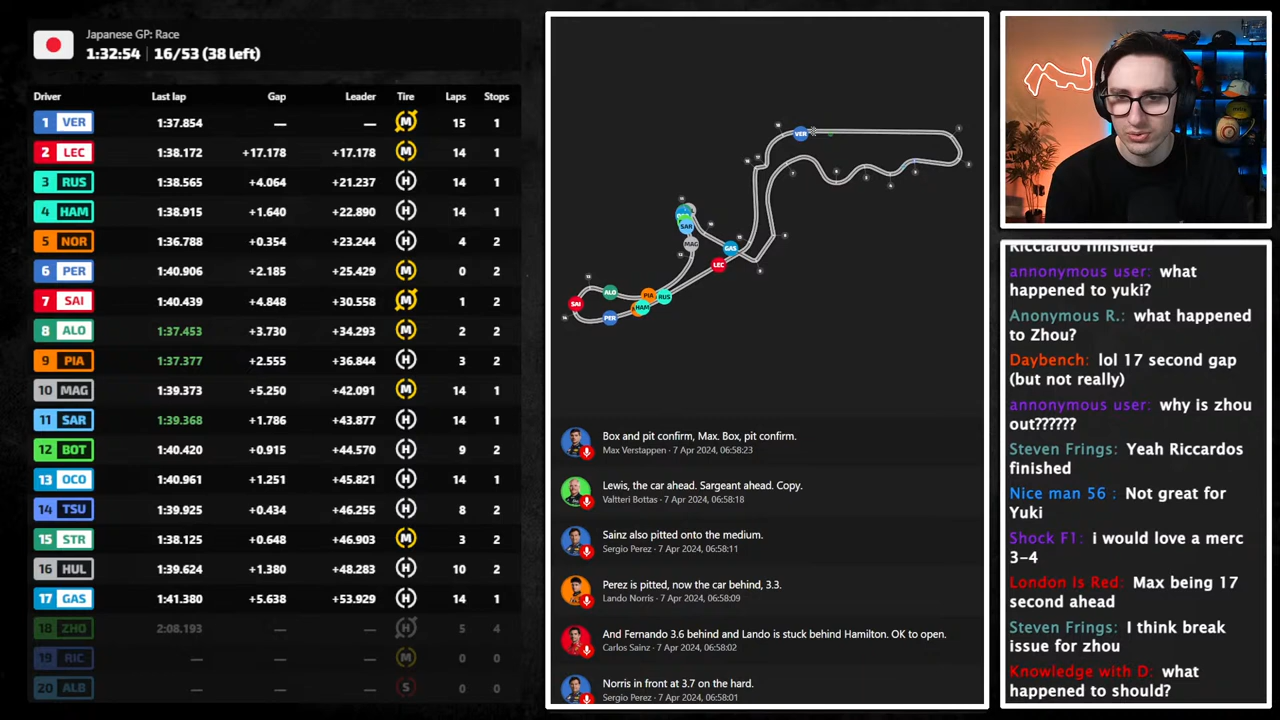 Japanese GP: Race
1:32:54 | 16/53 (38 left)
Driver Last lap Gap Leader Tire Laps Stops
1 VER 1:37.854 — — M 15 1
2 LEC 1:38.172 +17.178 +17.178 M 14 1
3 RUS 1:38.565 +4.064 +21.237 H 14 1
4 HAM 1:38.915 +1.640 +22.890 H 14 1
5 NOR 1:36.788 +0.354 +23.244 H 4 2
6 PER 1:40.906 +2.185 +25.429 M 0 2
7 SAI 1:40.439 +4.848 +30.558 M 1 2
8 ALO 1:37.453 +3.730 +34.293 M 2 2
9 PIA 1:37.377 +2.555 +36.844 H 3 2
10 MAG 1:39.373 +5.250 +42.091 M 14 1
11 SAR 1:39.368 +1.786 +43.877 H 14 1
12 BOT 1:40.420 +0.915 +44.570 H 9 2
13 OCO 1:40.961 +1.251 +45.821 H 14 1
14 TSU 1:39.925 +0.434 +46.255 H 8 2
15 STR 1:38.125 +0.648 +46.903 M 3 2
16 HUL 1:39.624 +1.380 +48.283 H 10 2
17 GAS 1:41.380 +5.638 +53.929 H 14 1
18 ZHO 2:08.193 — — H 5 4
19 RIC — — — M 0 0
20 ALB — — — S 0 0
VER
SAR
MAG
GAS
LEC
SAI
ALO
PIA
RUS
HAM
PER
Box and pit confirm, Max. Box, pit confirm.
Max Verstappen · 7 Apr 2024, 06:58:23
Lewis, the car ahead. Sargeant ahead. Copy.
Valtteri Bottas · 7 Apr 2024, 06:58:18
Sainz also pitted onto the medium.
Sergio Perez · 7 Apr 2024, 06:58:11
Perez is pitted, now the car behind, 3.3.
Lando Norris · 7 Apr 2024, 06:58:09
And Fernando 3.6 behind and Lando is stuck behind Hamilton. OK to open.
Carlos Sainz · 7 Apr 2024, 06:58:02
Norris in front at 3.7 on the hard.
Sergio Perez · 7 Apr 2024, 06:58:01
Ricciardo finished?
annonymous user: what
happened to yuki?
Anonymous R.: what happened
to Zhou?
Daybench: lol 17 second gap
(but not really)
annonymous user: why is zhou
out??????
Steven Frings: Yeah Riccardos
finished
Nice man 56 : Not great for
Yuki
Shock F1: i would love a merc
3-4
London Is Red: Max being 17
second ahead
Steven Frings: I think break
issue for zhou
Knowledge with D: what
happened to should?